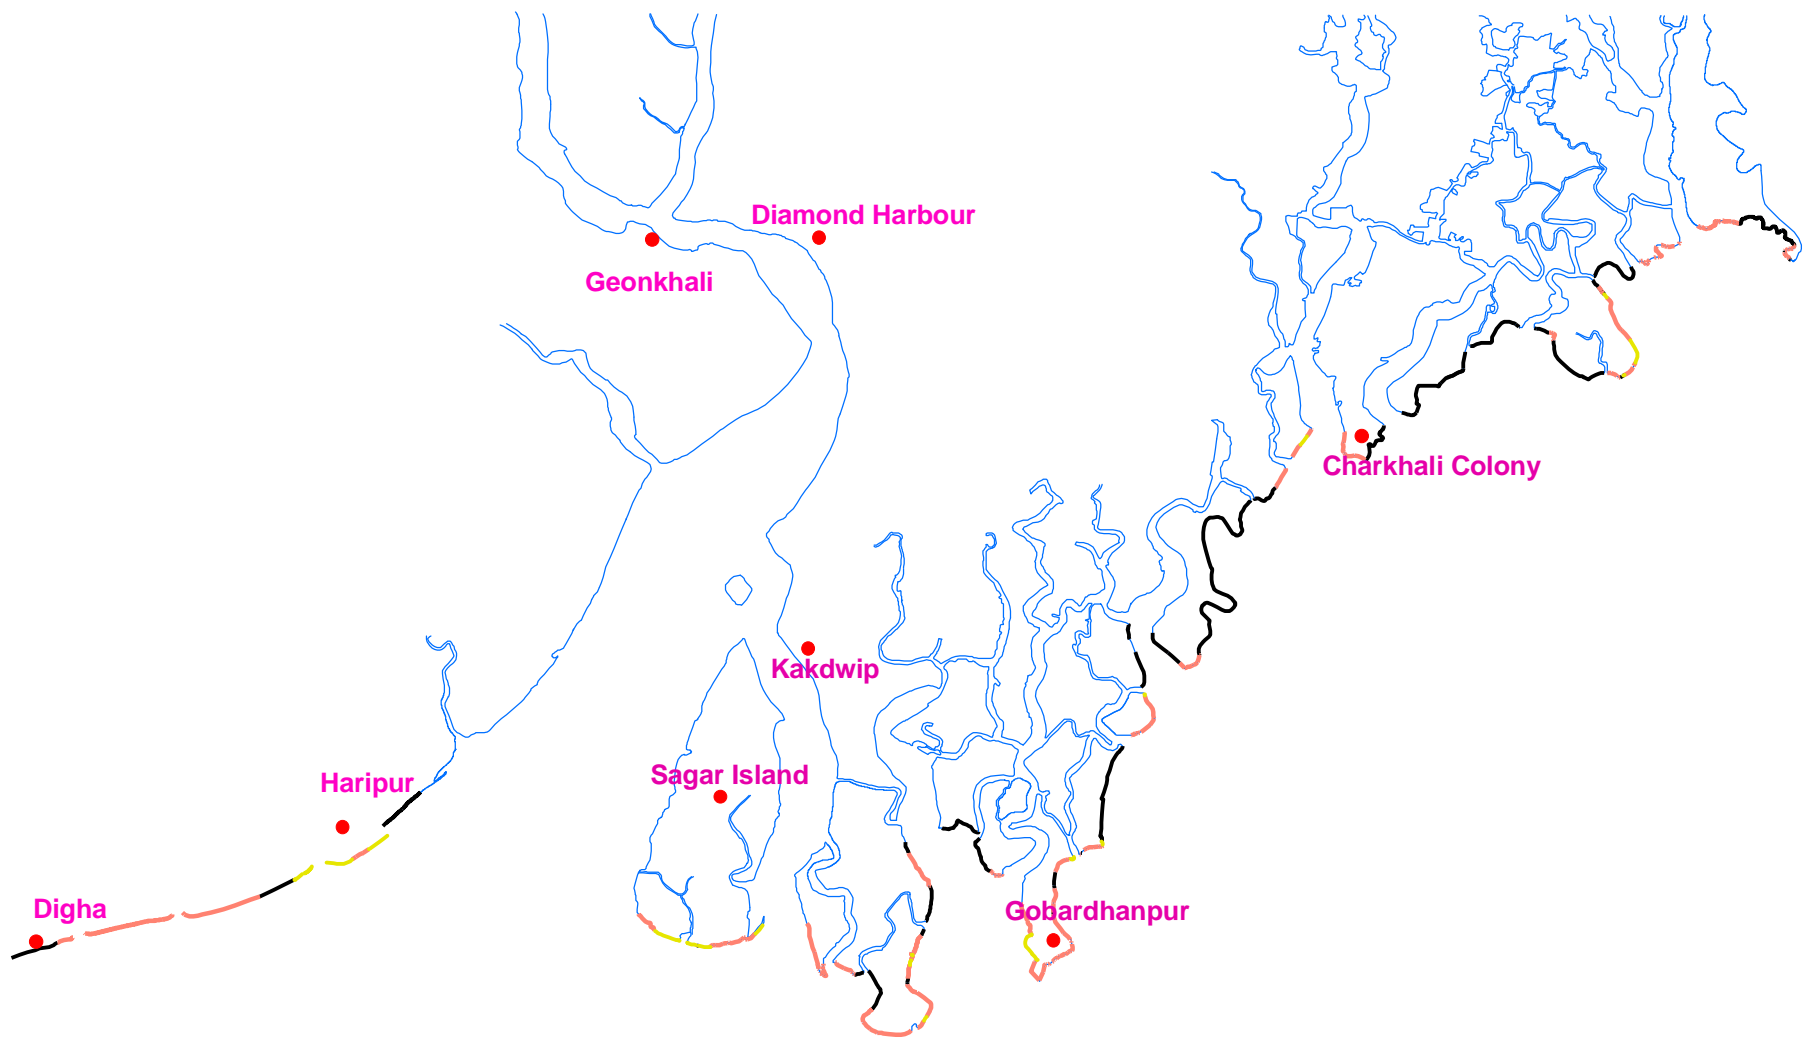 Diamond Harbour
Geonkhali
Charkhali Colony
Kakdwip
Sagar Island
Haripur
Digha
Gobardhanpur